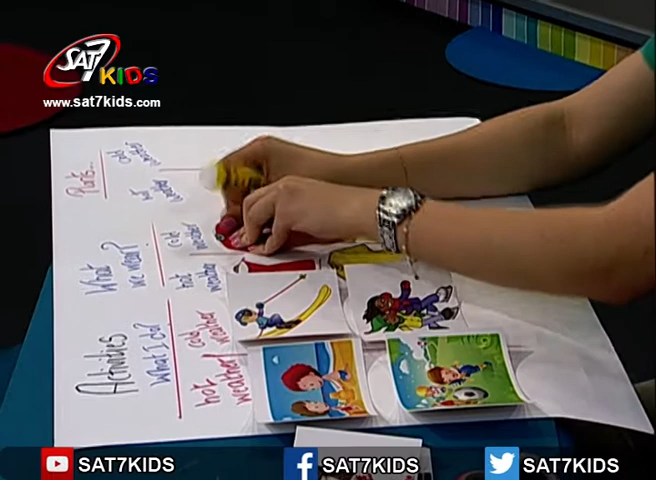 SAT7
KIDS
www.sat7kids.com
Plants...
cold
weather
hot
weather
What
we wear?
cold
weather
hot
weather
Activities
What I do?
cold
weather
hot
weather
SAT7KIDS
SAT7KIDS
SAT7KIDS